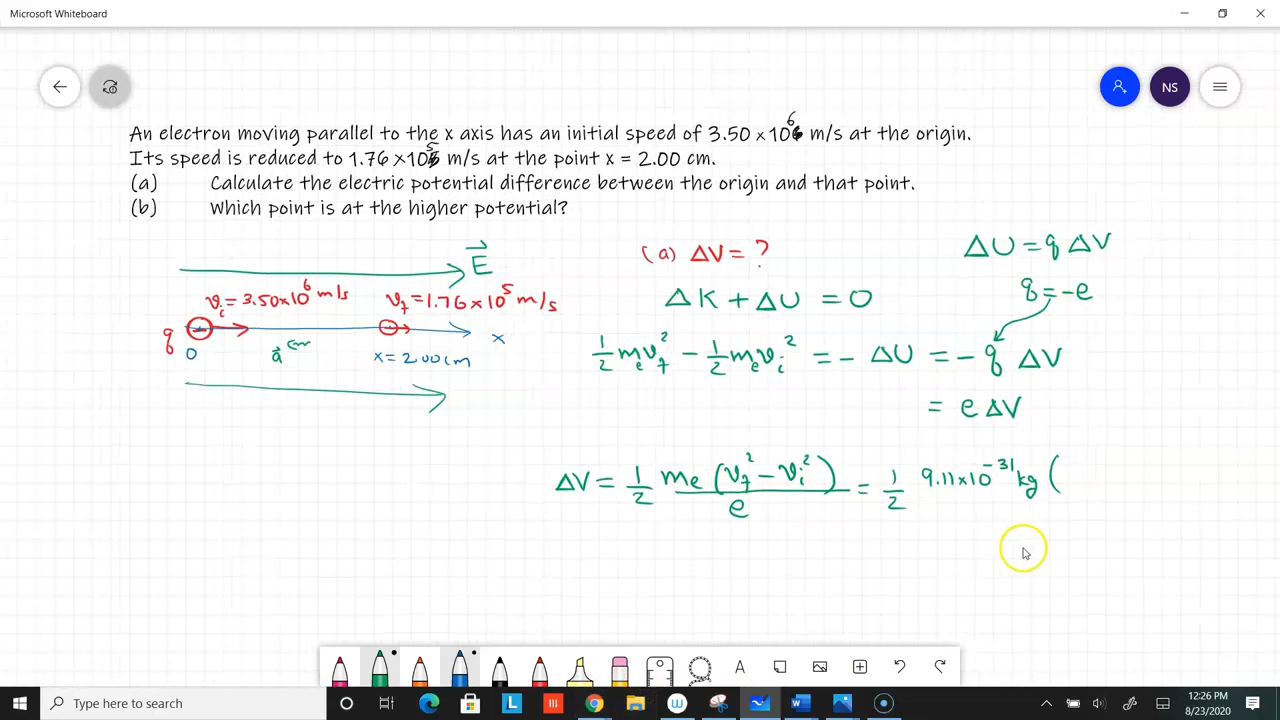 Microsoft Whiteboard
NS
An electron moving parallel to the x axis has an initial speed of 3.50 × 10⁶ m/s at the origin.
Its speed is reduced to 1.76 × 10⁵ m/s at the point x = 2.00 cm.
(a) Calculate the electric potential difference between the origin and that point.
(b) Which point is at the higher potential?
E⃗
vᵢ = 3.50×10⁶ m/s
v_f = 1.76×10⁵ m/s
q
0
a⃗
x = 2.00 cm
x
(a) ΔV = ?
ΔU = q ΔV
q = -e
ΔK + ΔU = 0
½ mₑv_f² − ½ mₑvᵢ² = − ΔU = − q ΔV
= e ΔV
ΔV = ½ mₑ (v_f² − vᵢ²) / e = ½ 9.11×10⁻³¹ kg (
A
Type here to search
L
W
12:26 PM
8/23/2020